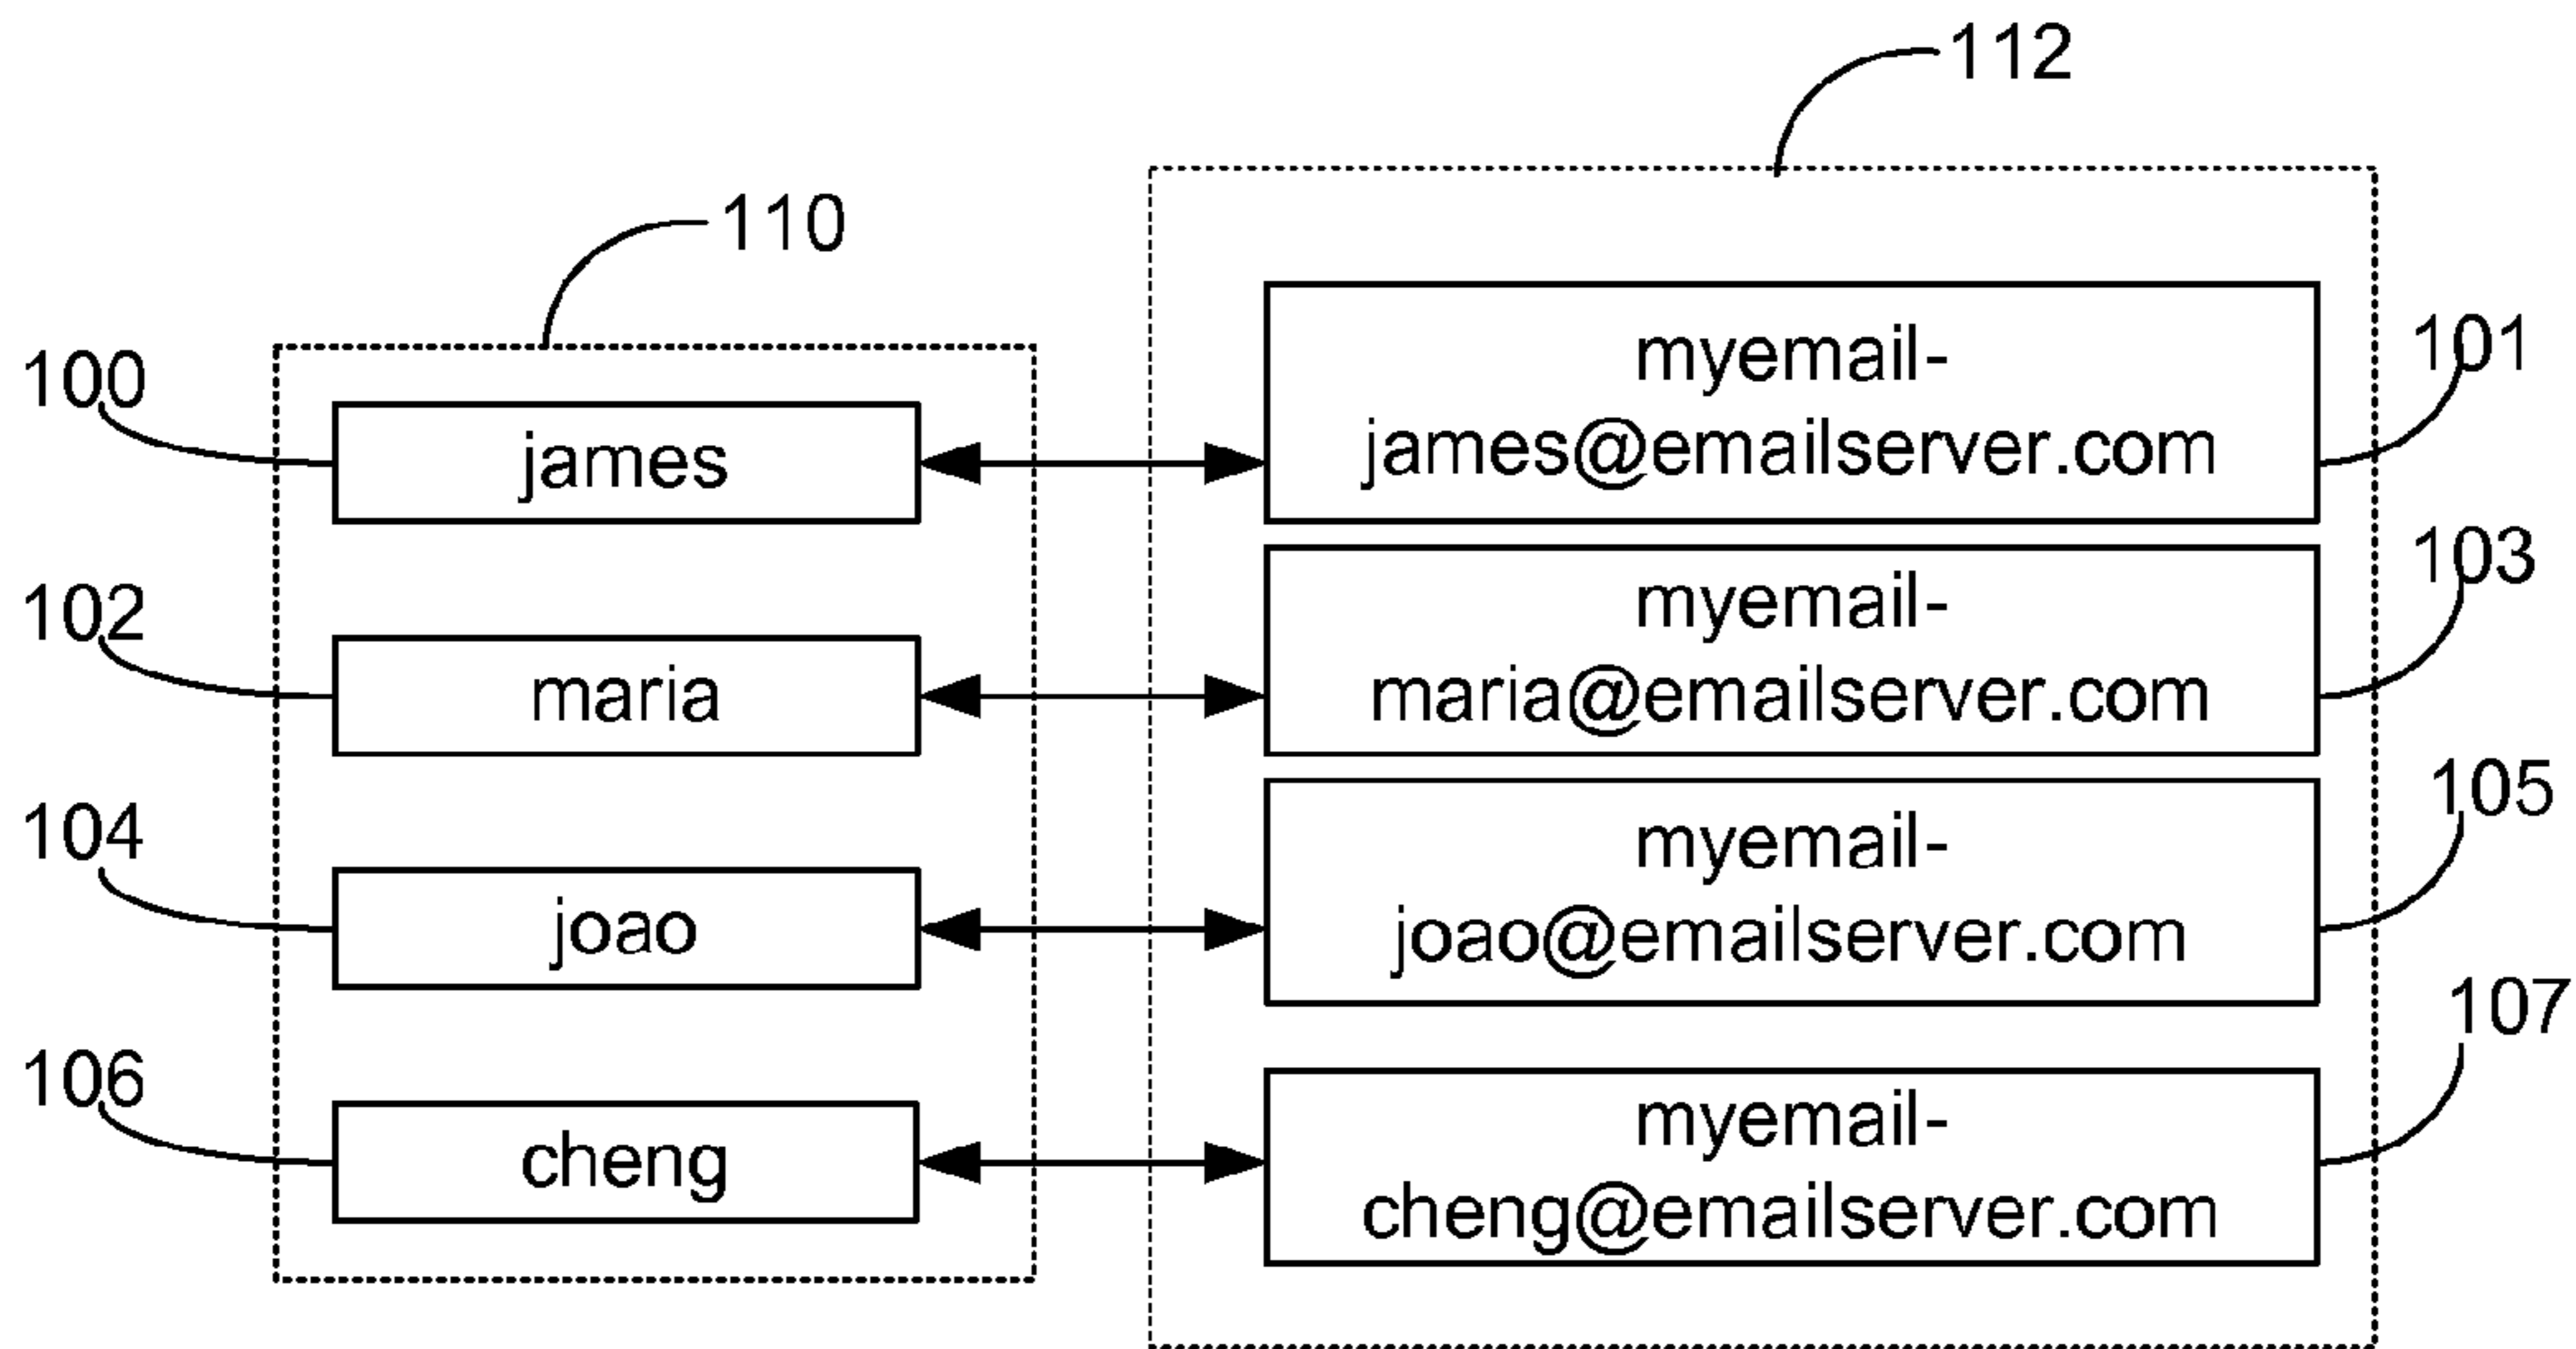 112
110
100
james
myemail-
james@emailserver.com
101
102
maria
myemail-
maria@emailserver.com
103
104
joao
myemail-
joao@emailserver.com
105
106
cheng
myemail-
cheng@emailserver.com
107